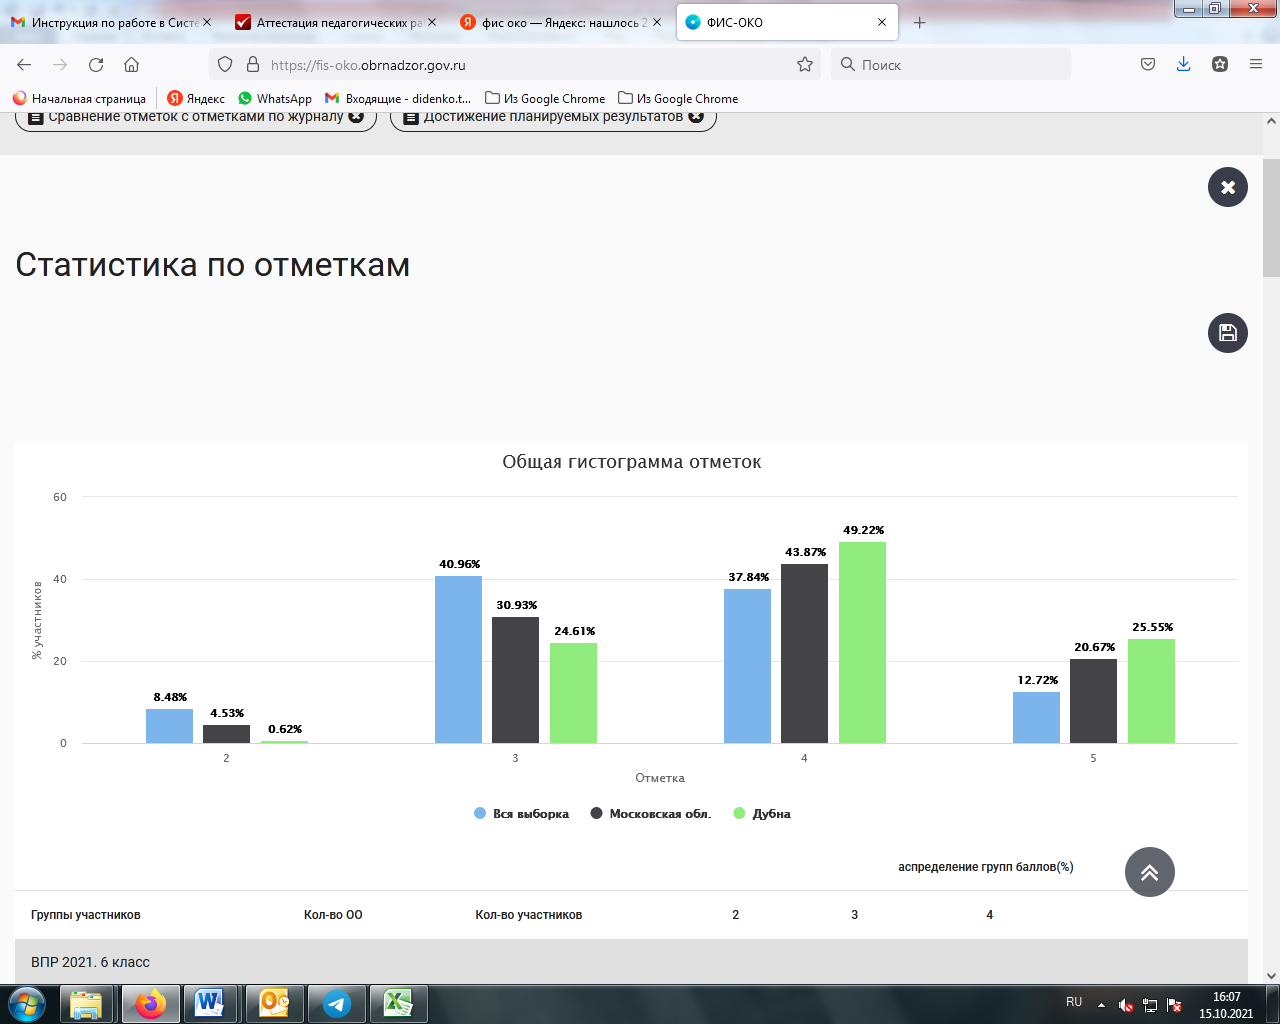 Инструкция по работе в Систе
Аттестация педагогических ра
фис око — Яндекс: нашлось 2
ФИС-ОКО
https://fis-oko.obrnadzor.gov.ru
Поиск
Начальная страница
Яндекс
WhatsApp
Входящие - didenko.t...
Из Google Chrome
Из Google Chrome
Сравнение отметок с отметками по журналу
Достижение планируемых результатов
Статистика по отметкам
Общая гистограмма отметок
% участников
60
40
20
0
8.48%
4.53%
0.62%
40.96%
30.93%
24.61%
37.84%
43.87%
49.22%
12.72%
20.67%
25.55%
2
3
4
5
Отметка
Вся выборка
Московская обл.
Дубна
аспределение групп баллов(%)
Группы участников
Кол-во ОО
Кол-во участников
2
3
4
ВПР 2021. 6 класс
RU
16:07
15.10.2021